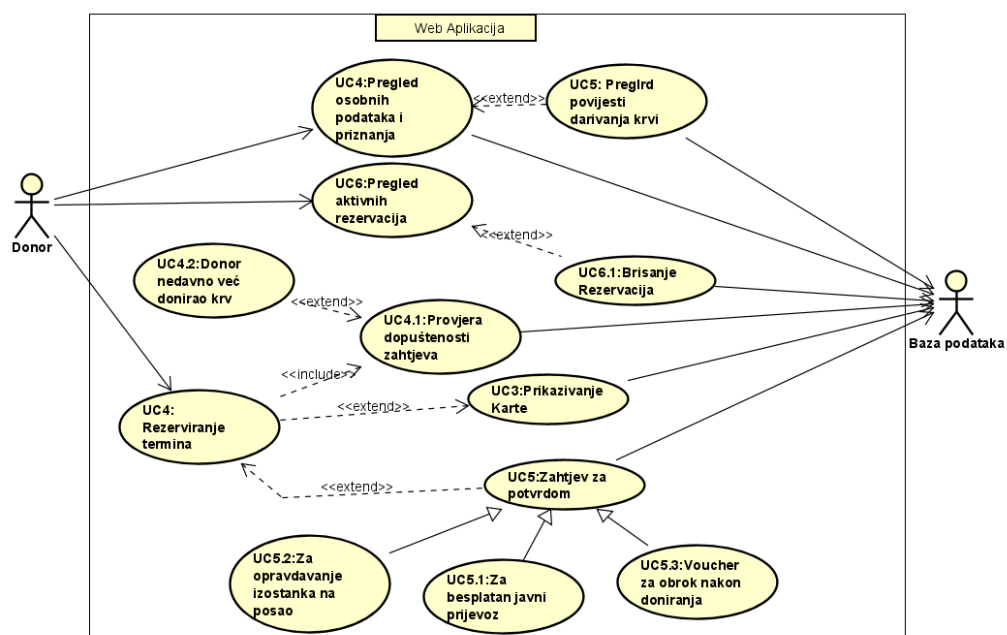 Web Aplikacija
UC4:Pregled
osobnih
podataka i
priznanja
<<extend>>
UC5: Preglrd
povijesti
darivanja krvi
UC6:Pregled
aktivnih
rezervacija
Donor
<<extend>>
UC4.2:Donor
nedavno već
donirao krv
UC6.1:Brisanje
Rezervacija
<<extend>>
UC4.1:Provjera
dopuštenosti
zahtjeva
Baza podataka
<<include>>
UC3:Prikazivanje
Karte
<<extend>>
UC4:
Rezerviranje
termina
UC5:Zahtjev za
potvrdom
<<extend>>
UC5.2:Za
opravdavanje
izostanka na
posao
UC5.1:Za
besplatan javni
prijevoz
UC5.3:Voucher
za obrok nakon
doniranja